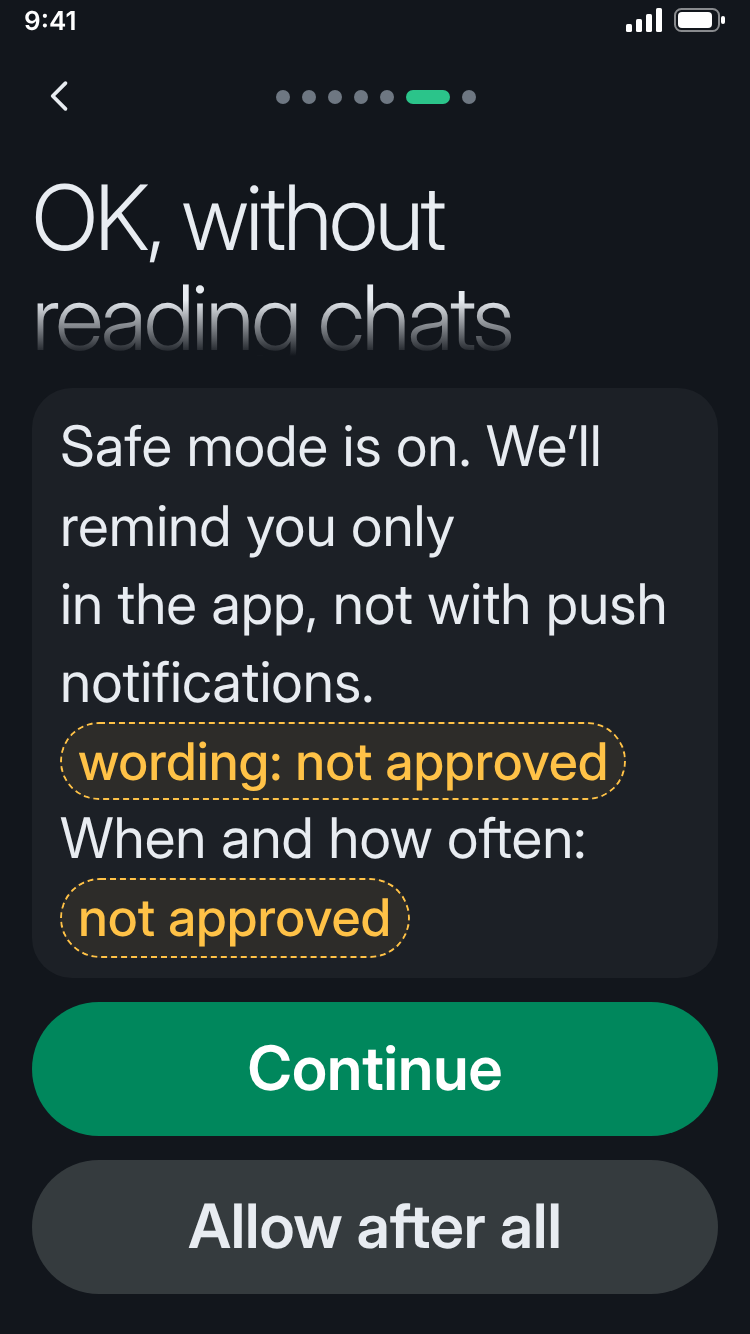 9:41
OK, without
reading chats
Safe mode is on. We’ll
remind you only
in the app, not with push
notifications.
wording: not approved
When and how often:
not approved
Continue
Allow after all